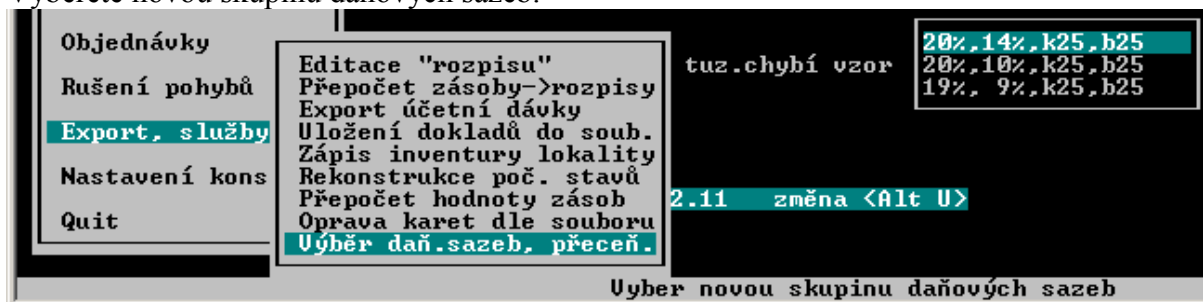 Vyberete novou skupinu daňových sazeb:
Objednávky
Rušení pohybů
Export, služby
Nastavení kons
Quit
Editace "rozpisu"
Přepočet zásoby->rozpisy
Export účetní dávky
Uložení dokladů do soub.
Zápis inventury lokality
Rekonstrukce poč. stavů
Přepočet hodnoty zásob
Oprava karet dle souboru
Výběr daň.sazeb, přeceň.
tuz.chybí vzor
20%,14%,k25,b25
20%,10%,k25,b25
19%, 9%,k25,b25
2.11 změna <Alt U>
Vyber novou skupinu daňových sazeb